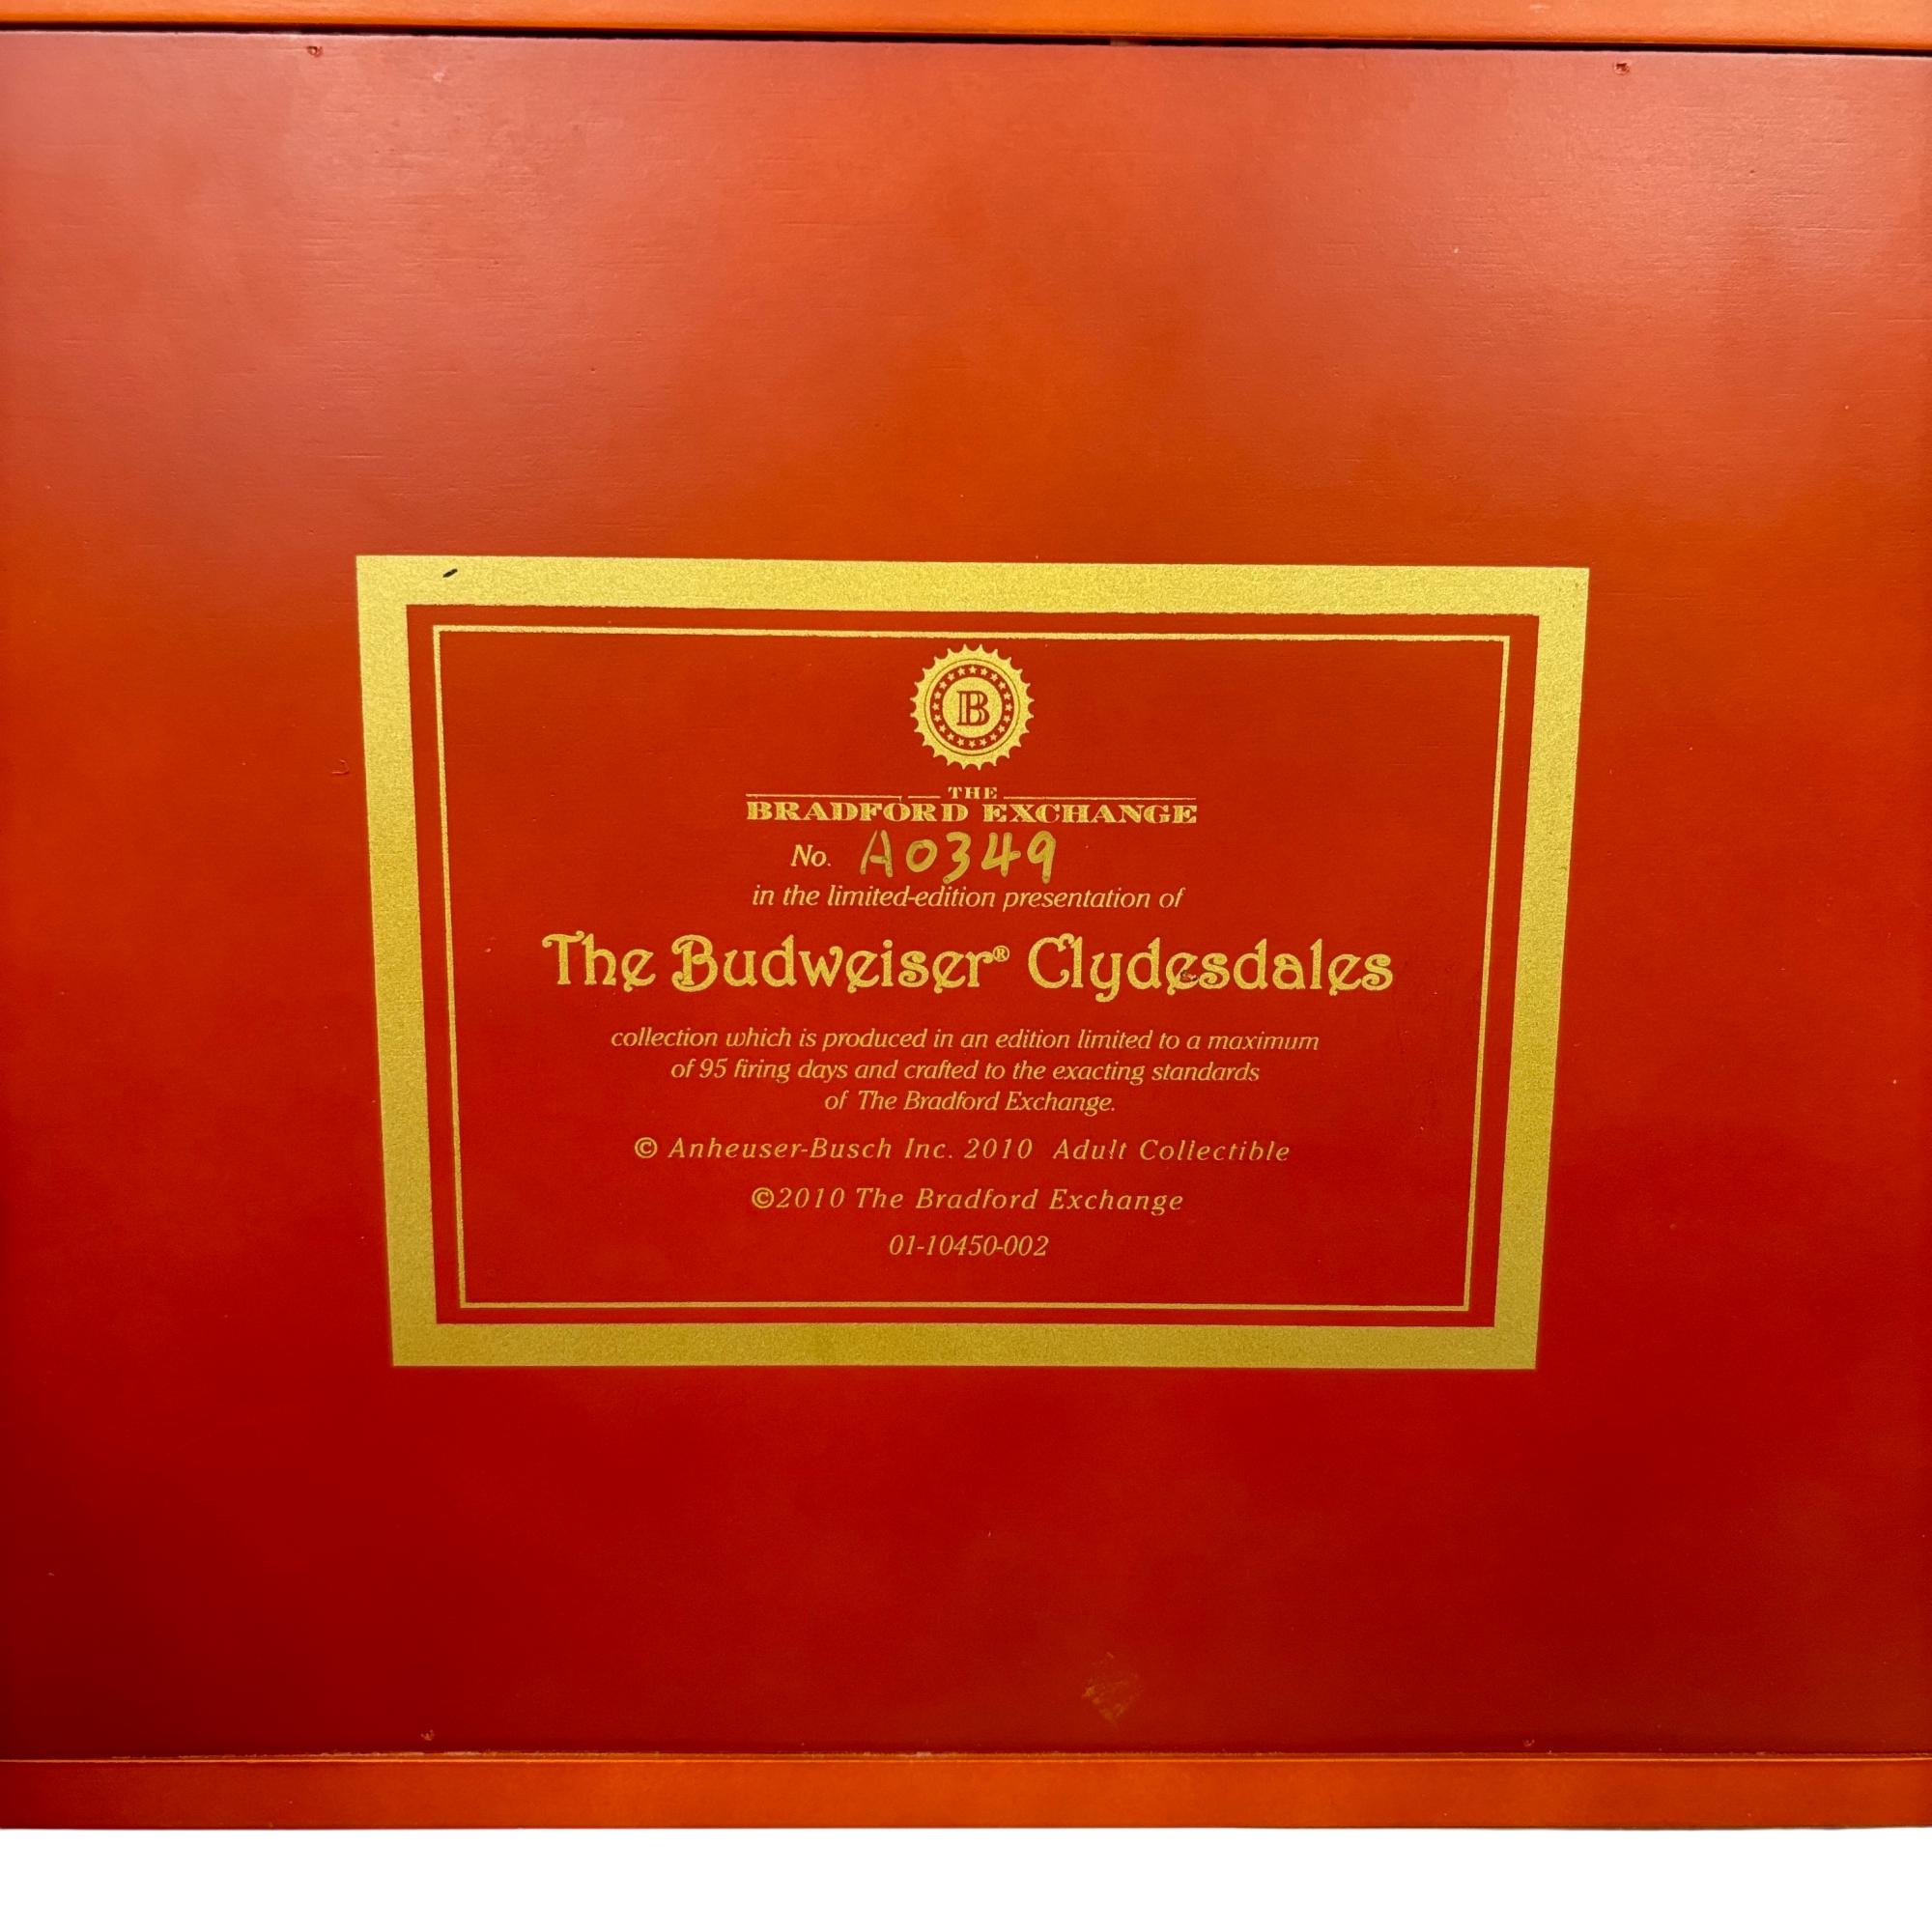 B
THE
BRADFORD EXCHANGE
No. A0349
in the limited-edition presentation of
The Budweiser® Clydesdales
collection which is produced in an edition limited to a maximum
of 95 firing days and crafted to the exacting standards
of The Bradford Exchange.
© Anheuser-Busch Inc. 2010 Adult Collectible
©2010 The Bradford Exchange
01-10450-002